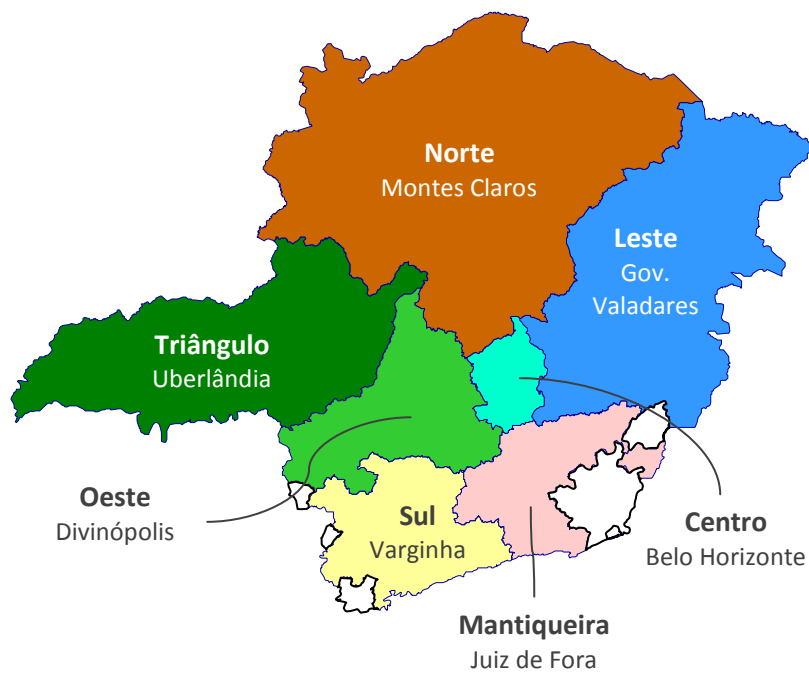 Norte
Montes Claros
Leste
Gov.
Valadares
Triângulo
Uberlândia
Oeste
Divinópolis
Sul
Varginha
Centro
Belo Horizonte
Mantiqueira
Juiz de Fora